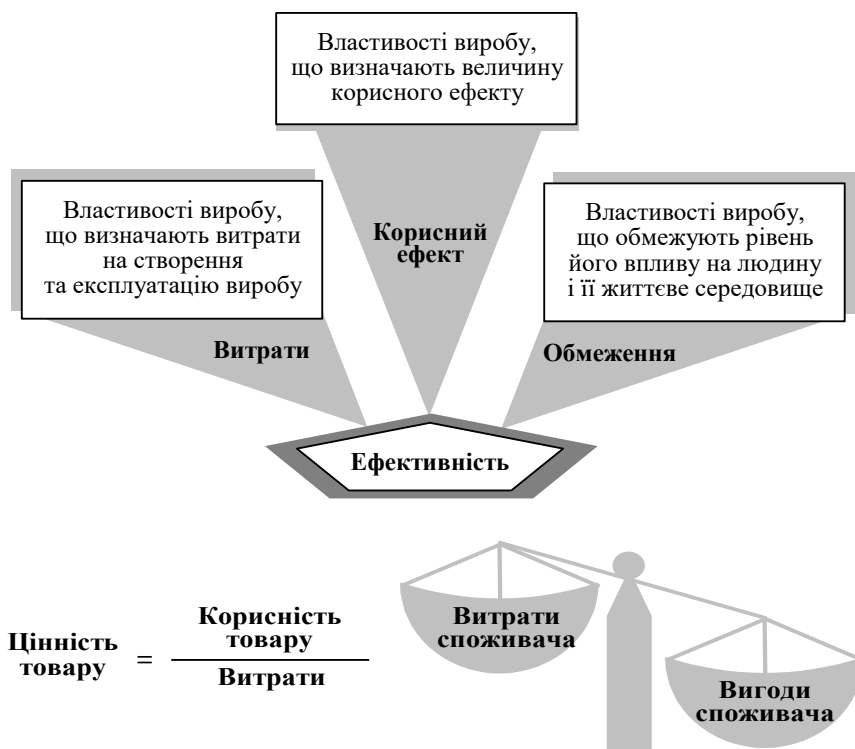 Властивості виробу,
що визначають величину
корисного ефекту
Властивості виробу,
що визначають витрати
на створення
та експлуатацію виробу
Корисний
ефект
Властивості виробу,
що обмежують рівень
його впливу на людину
і її життєве середовище
Витрати
Обмеження
Ефективність
Цінність
товару
=
Корисність
товару
Витрати
Витрати
споживача
Вигоди
споживача